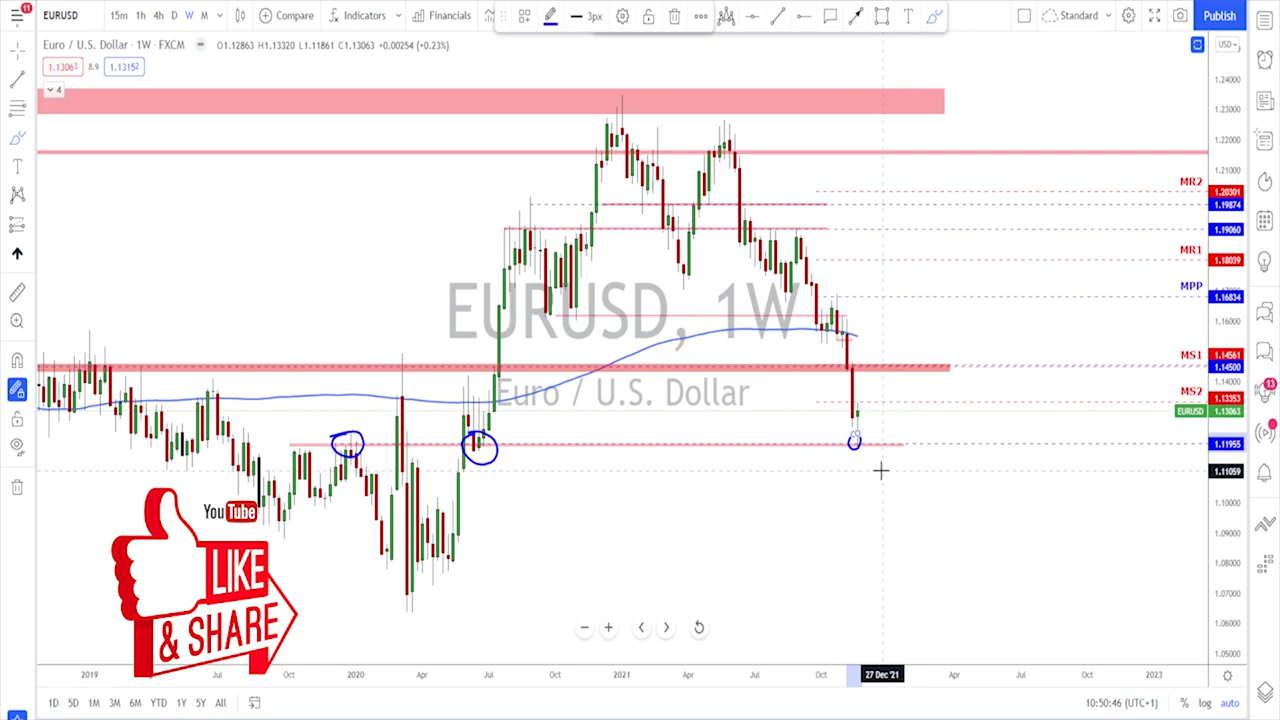 11
EURUSD 15m 1h 4h D W M Compare Indicators Financials 3px Standard Publish
Euro / U.S. Dollar · 1W · FXCM O1.12863 H1.13320 L1.11861 C1.13063 +0.00254 (+0.23%)
USD
1.13063 8.9 1.13152
4
1.24000
1.23000
1.22000
1.21000
MR2
1.20301
1.19874
1.19060
MR1
1.18039
MPP
1.16834
1.16000
EURUSD, 1W
Euro / U.S. Dollar
MS1
1.14561
1.14500
1.14000
MS2
1.13353
EURUSD 1.13063
13
1.11955
1.11059
1.10000
1.09000
1.08000
1.07000
1.06000
1.05000
YouTube
LIKE
& SHARE
2019 Jul Oct 2020 Apr Jul Oct 2021 Apr Jul Oct 27 Dec '21 Apr Jul Oct 2023
1D 5D 1M 3M 6M YTD 1Y 5Y All 10:50:46 (UTC+1) % log auto